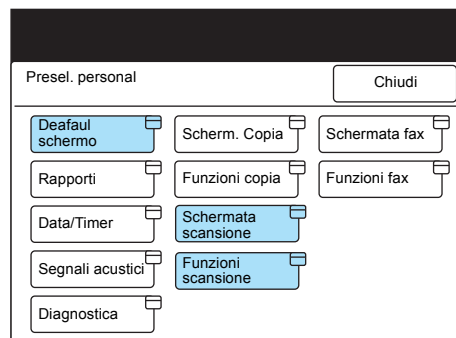 Presel. personal
Chiudi
Deafaul
schermo
Scherm. Copia
Schermata fax
Rapporti
Funzioni copia
Funzioni fax
Data/Timer
Schermata
scansione
Segnali acustici
Funzioni
scansione
Diagnostica